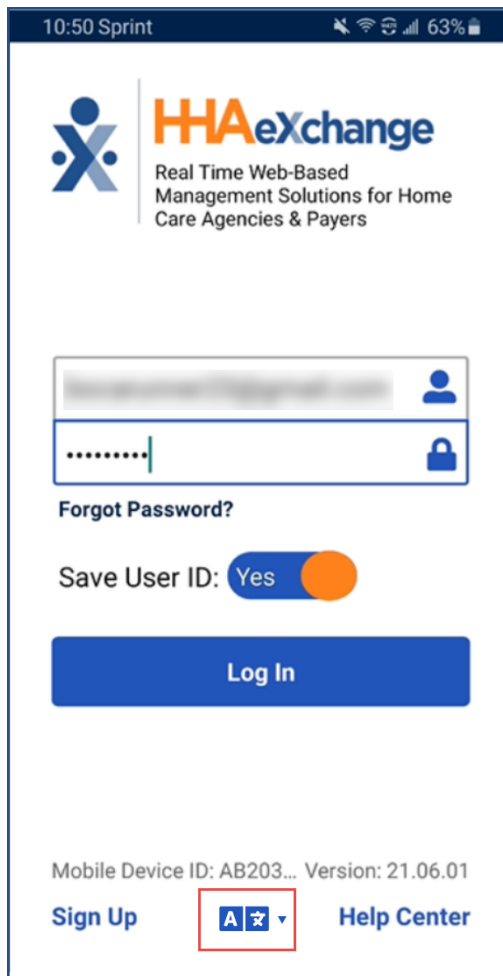 10:50 Sprint 63%
HHAeXchange
Real Time Web-Based
Management Solutions for Home
Care Agencies & Payers
•••••••••
Forgot Password?
Save User ID: Yes
Log In
Mobile Device ID: AB203... Version: 21.06.01
Sign Up A 文 Help Center